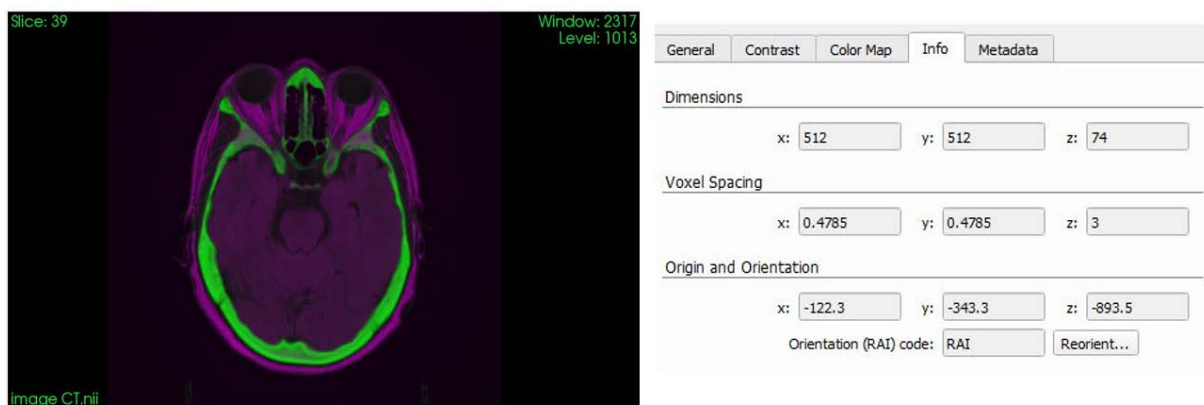 Slice: 39
Window: 2317
Level: 1013
image CT.nii
General Contrast Color Map Info Metadata
Dimensions
x: 512 y: 512 z: 74
Voxel Spacing
x: 0.4785 y: 0.4785 z: 3
Origin and Orientation
x: -122.3 y: -343.3 z: -893.5
Orientation (RAI) code: RAI Reorient...